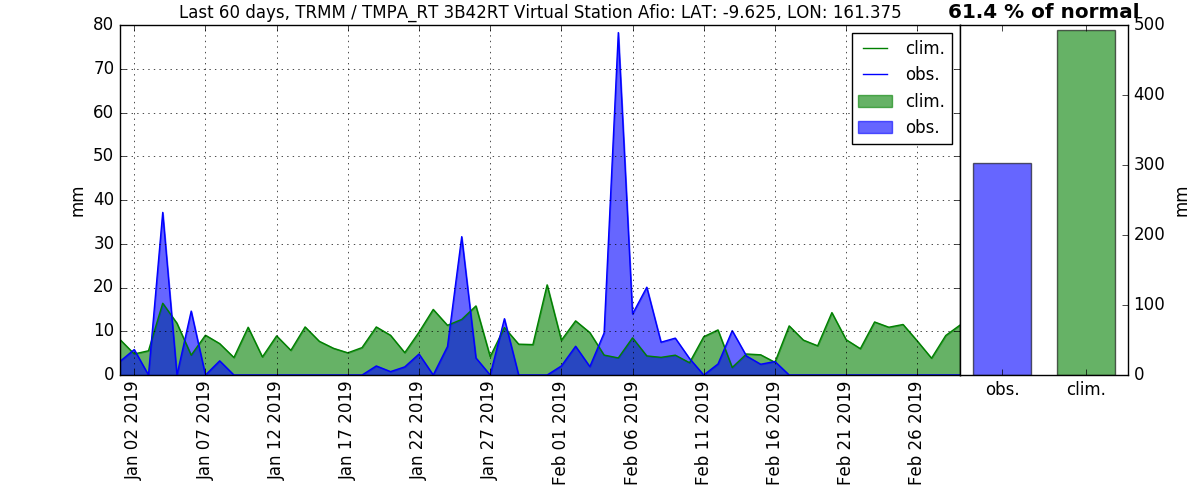 Last 60 days, TRMM / TMPA_RT 3B42RT Virtual Station Afio: LAT: -9.625, LON: 161.375
61.4 % of normal
80
70
60
50
40
30
20
10
0
mm
clim.
obs.
clim.
obs.
Jan 02 2019
Jan 07 2019
Jan 12 2019
Jan 17 2019
Jan 22 2019
Jan 27 2019
Feb 01 2019
Feb 06 2019
Feb 11 2019
Feb 16 2019
Feb 21 2019
Feb 26 2019
500
400
300
200
100
0
mm
obs.
clim.